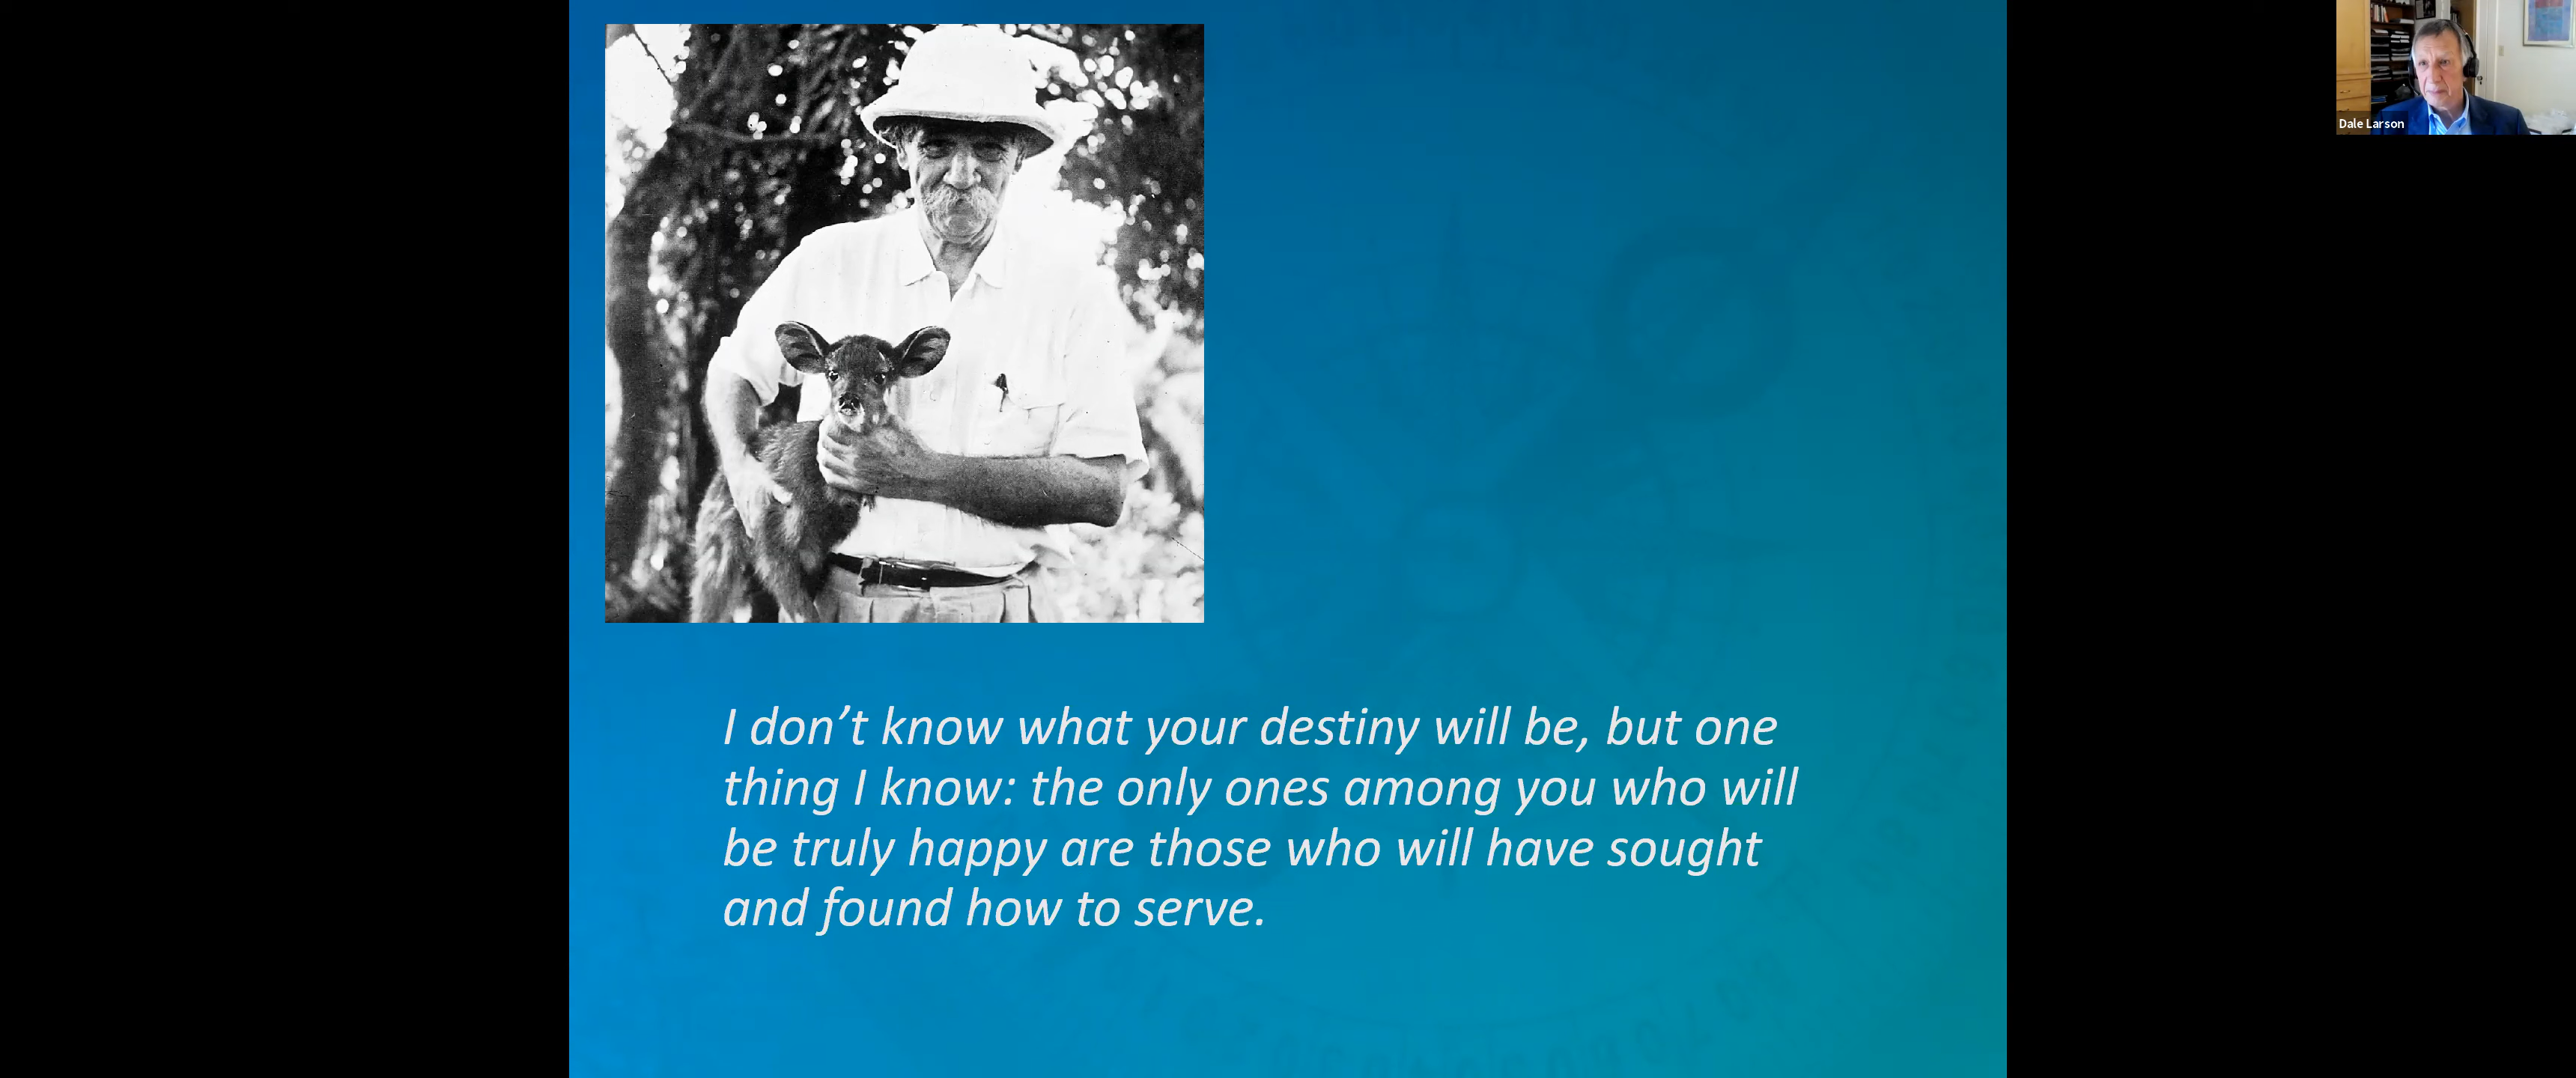 Dale Larson
I don’t know what your destiny will be, but one
thing I know: the only ones among you who will
be truly happy are those who will have sought
and found how to serve.